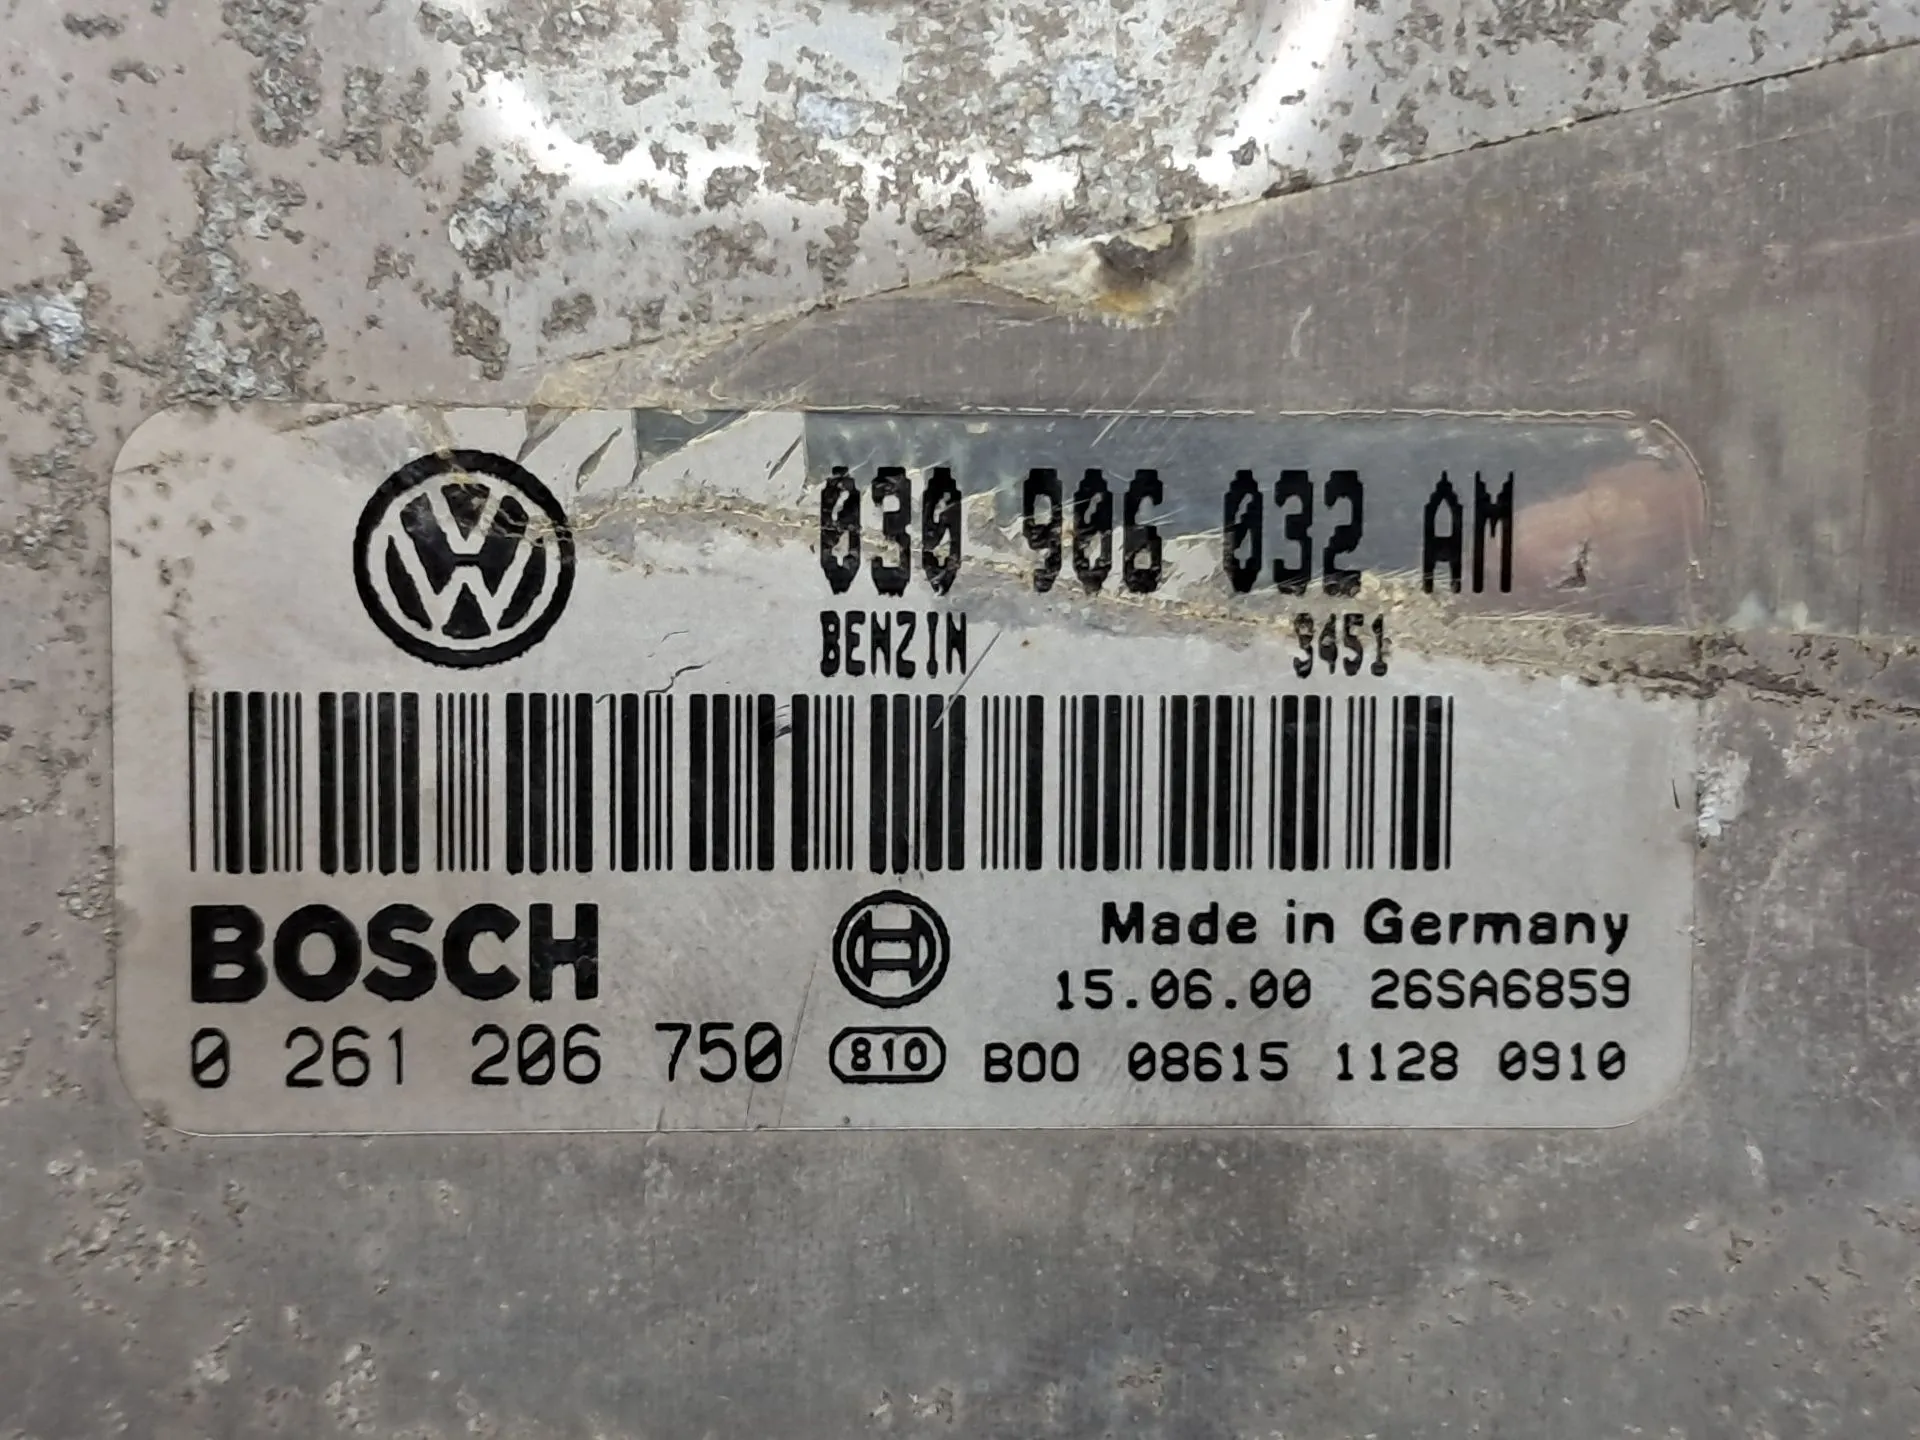 030 906 032 AM
BENZIN 3451
BOSCH
Made in Germany
15.06.00 26SA6859
0 261 206 750 810 B00 08615 1128 0910